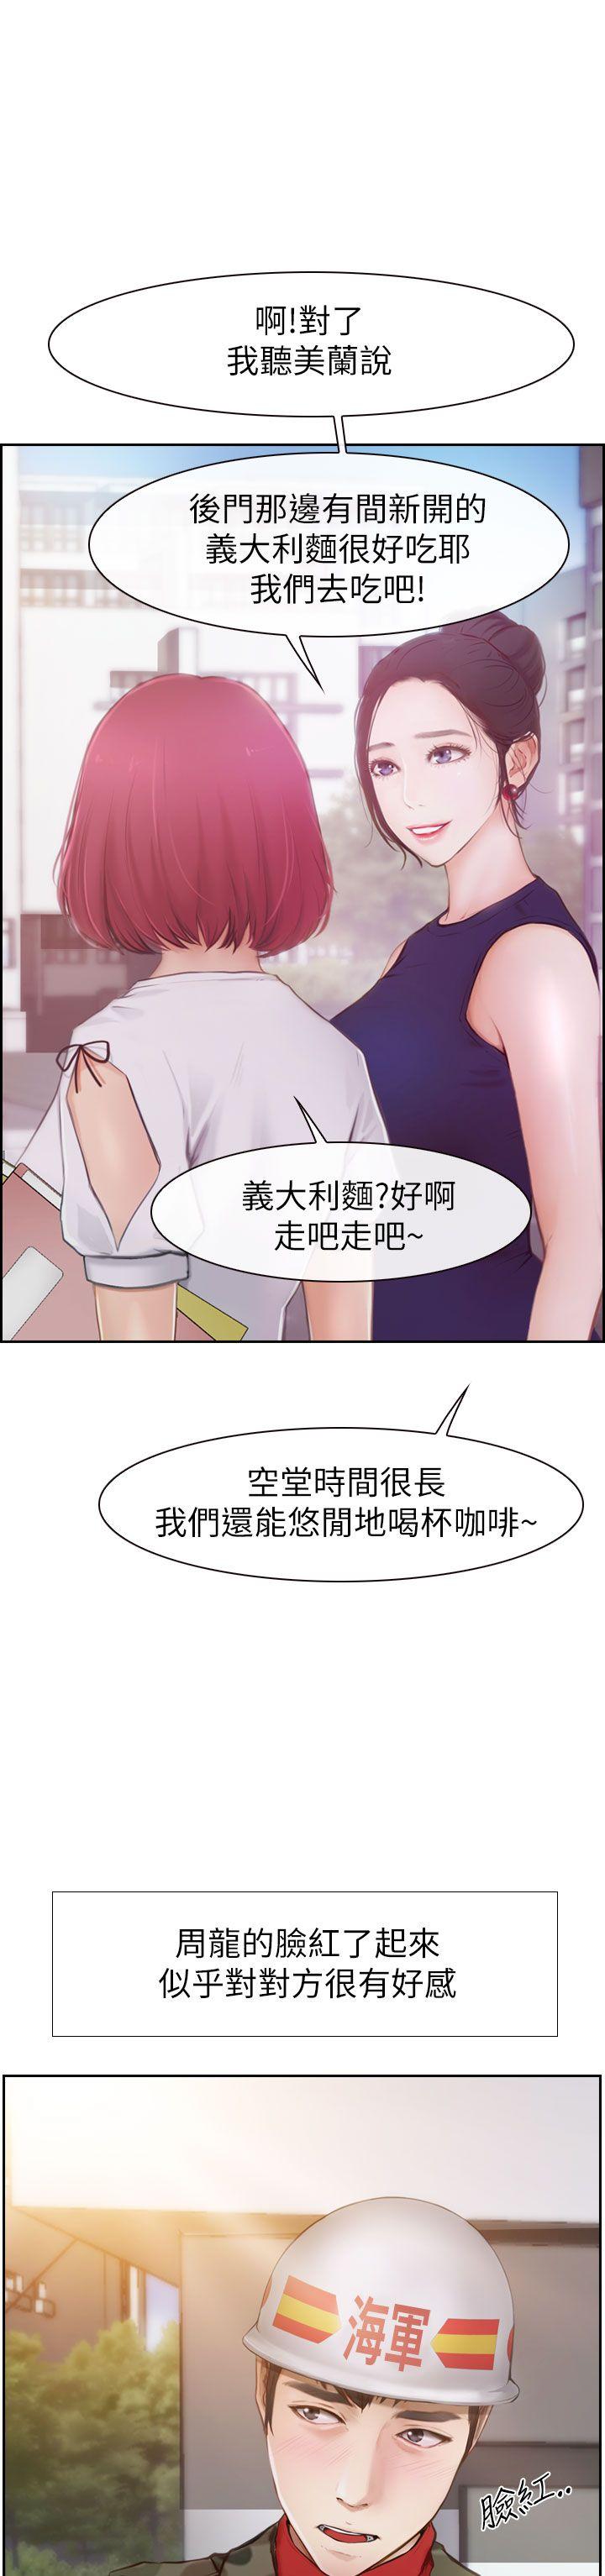 啊!對了
我聽美蘭說
後門那邊有間新開的
義大利麵很好吃耶
我們去吃吧!
義大利麵?好啊
走吧走吧~
空堂時間很長
我們還能悠閒地喝杯咖啡~
周龍的臉紅了起來
似乎對對方很有好感
海軍
臉紅..